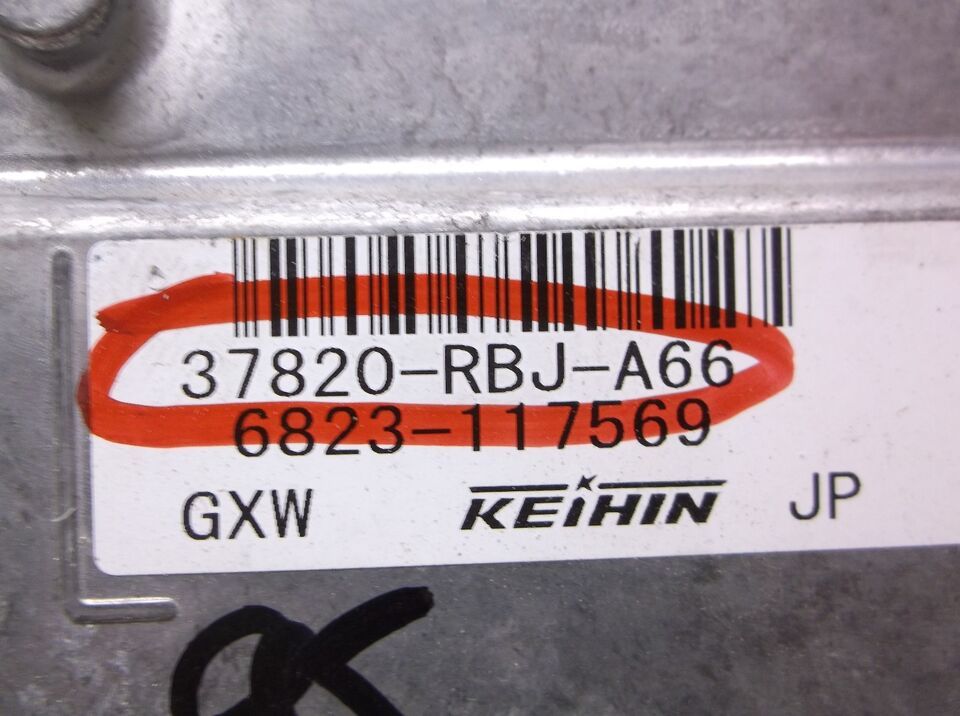 37820-RBJ-A66
6823-117569
GXW KEIHIN JP